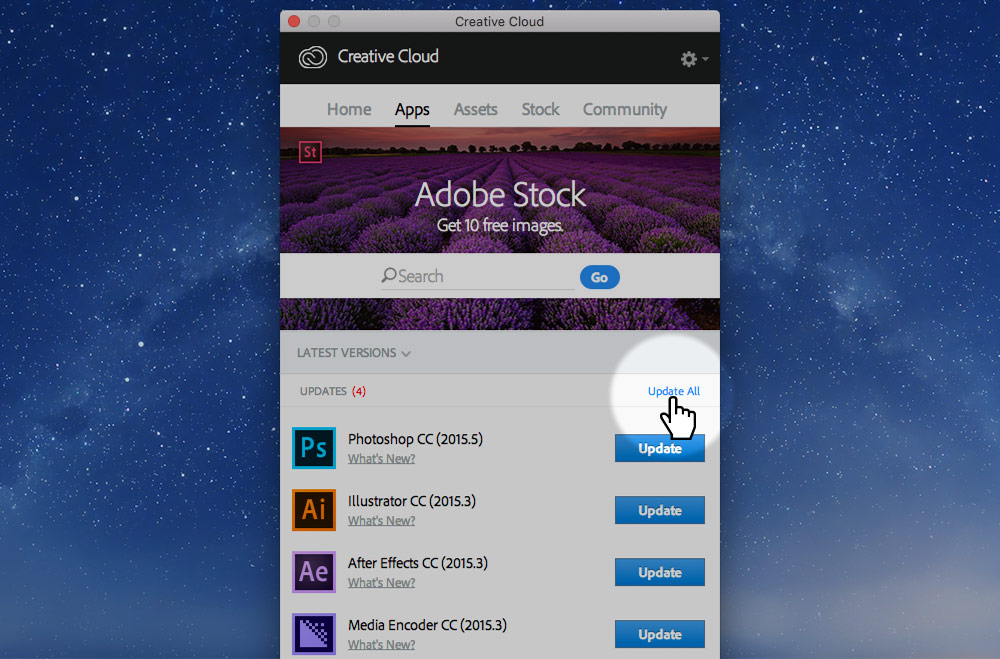 Creative Cloud
Creative Cloud
Home Apps Assets Stock Community
St
Adobe Stock
Get 10 free images.
Search Go
LATEST VERSIONS
UPDATES (4) Update All
Ps Photoshop CC (2015.5) Update
What's New?
Ai Illustrator CC (2015.3) Update
What's New?
Ae After Effects CC (2015.3) Update
What's New?
Media Encoder CC (2015.3) Update
What's New?